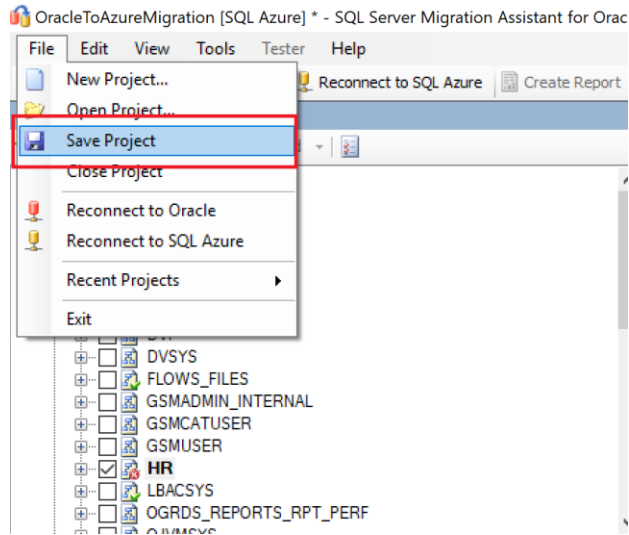 OracleToAzureMigration [SQL Azure] * - SQL Server Migration Assistant for Orac
File Edit View Tools Tester Help
New Project...
Reconnect to SQL Azure Create Report
Open Project...
Save Project
Close Project
Reconnect to Oracle
Reconnect to SQL Azure
Recent Projects
Exit
DVSYS
FLOWS_FILES
GSMADMIN_INTERNAL
GSMCATUSER
GSMUSER
HR
LBACSYS
OGRDS_REPORTS_RPT_PERF